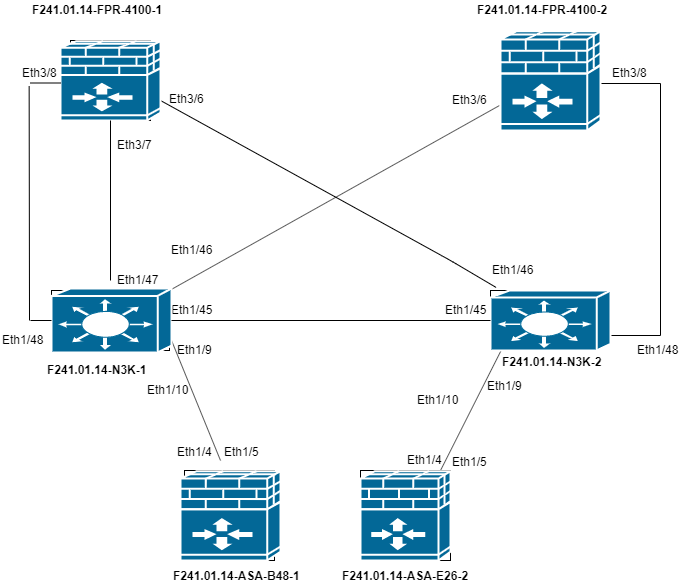 F241.01.14-FPR-4100-1
F241.01.14-FPR-4100-2
Eth3/8
Eth3/6
Eth3/6
Eth3/8
Eth3/7
Eth1/46
Eth1/47
Eth1/46
Eth1/45
Eth1/45
Eth1/48
Eth1/9
Eth1/48
F241.01.14-N3K-1
F241.01.14-N3K-2
Eth1/10
Eth1/9
Eth1/10
Eth1/4
Eth1/5
Eth1/4
Eth1/5
F241.01.14-ASA-B48-1
F241.01.14-ASA-E26-2